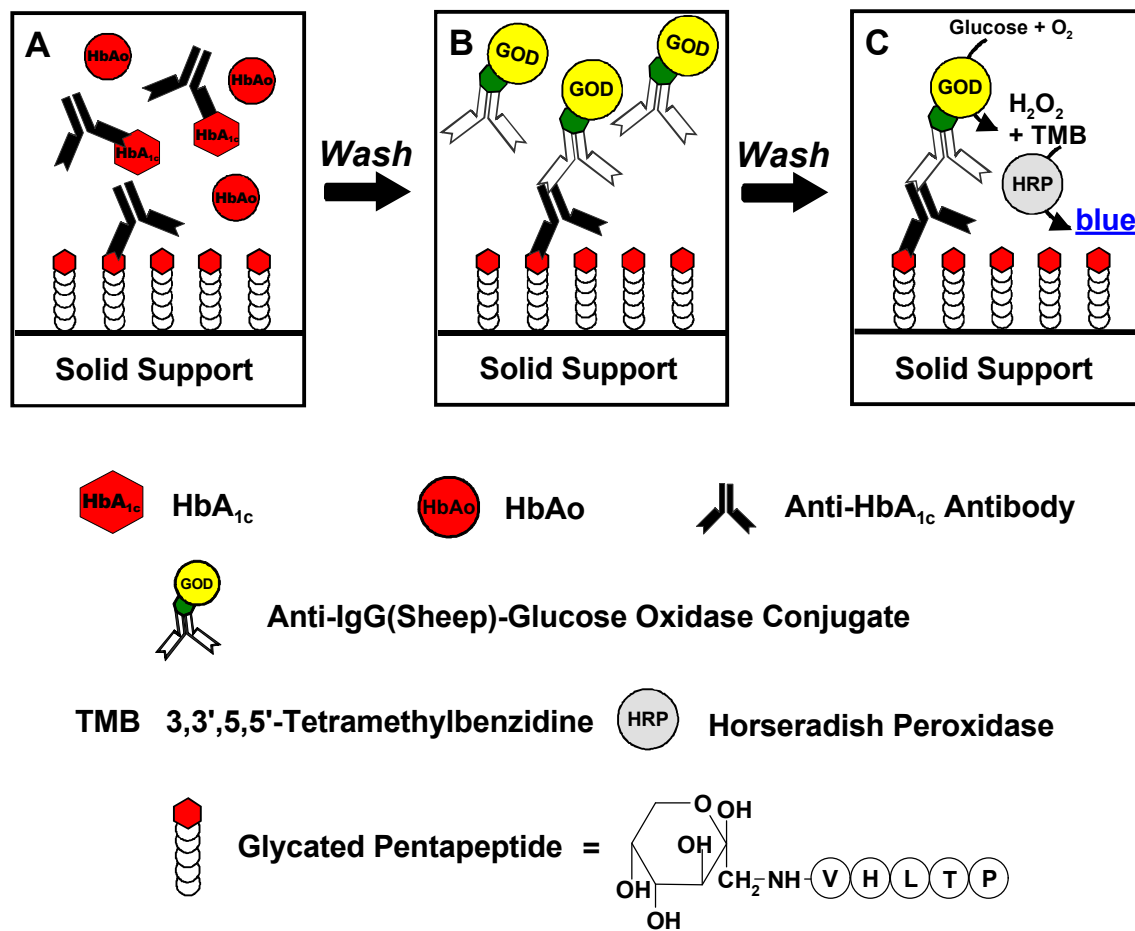 A
HbAo
HbAo
HbA1c
HbA1c
HbAo
Solid Support
Wash
B
GOD
GOD
GOD
Solid Support
Wash
C
Glucose + O2
GOD
H2O2
+ TMB
HRP
blue
Solid Support
HbA1c HbA1c
HbAo HbAo
Anti-HbA1c Antibody
GOD
Anti-IgG(Sheep)-Glucose Oxidase Conjugate
TMB 3,3',5,5'-Tetramethylbenzidine
HRP Horseradish Peroxidase
Glycated Pentapeptide =
O
OH
OH
OH
OH
CH2-NH-V H L T P